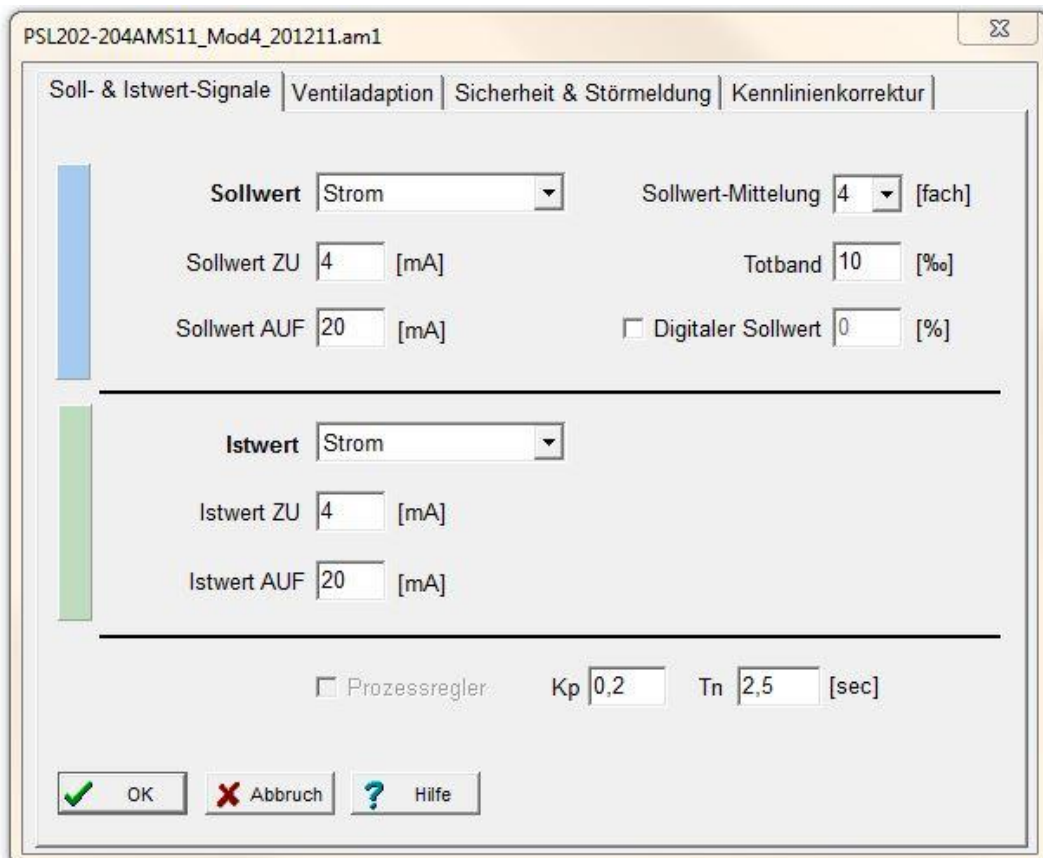 PSL202-204AMS11_Mod4_201211.am1
Soll- & Istwert-Signale Ventiladaption Sicherheit & Störmeldung Kennlinienkorrektur
Sollwert Strom Sollwert-Mittelung 4 [fach]
Sollwert ZU 4 [mA] Totband 10 [‰]
Sollwert AUF 20 [mA] Digitaler Sollwert 0 [%]
Istwert Strom
Istwert ZU 4 [mA]
Istwert AUF 20 [mA]
Prozessregler Kp 0,2 Tn 2,5 [sec]
OK Abbruch ? Hilfe